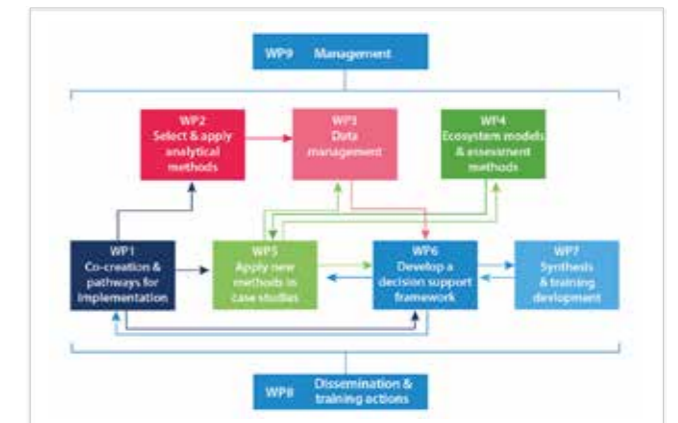 WP9 Management
WP2
Select & apply
analytical
methods
WP3
Data
management
WP4
Ecosystem models
& assessment
methods
WP1
Co-creation &
pathways for
implementation
WP5
Apply new
methods in
case studies
WP6
Develop a
decision support
framework
WP7
Synthesis
& training
devlopment
WP8 Dissemination &
training actions